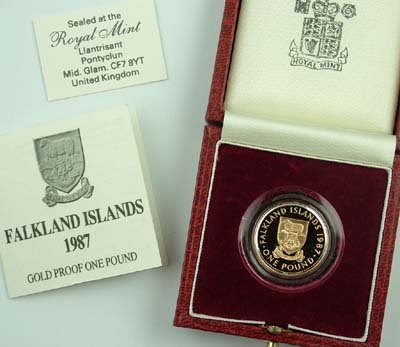 Sealed at the
Royal Mint
Llantrisant
Pontyclun
Mid. Glam. CF7 8YT
United Kingdom
FALKLAND ISLANDS
1987
GOLD PROOF ONE POUND
ROYAL MINT
FALKLAND ISLANDS 1987
ONE POUND